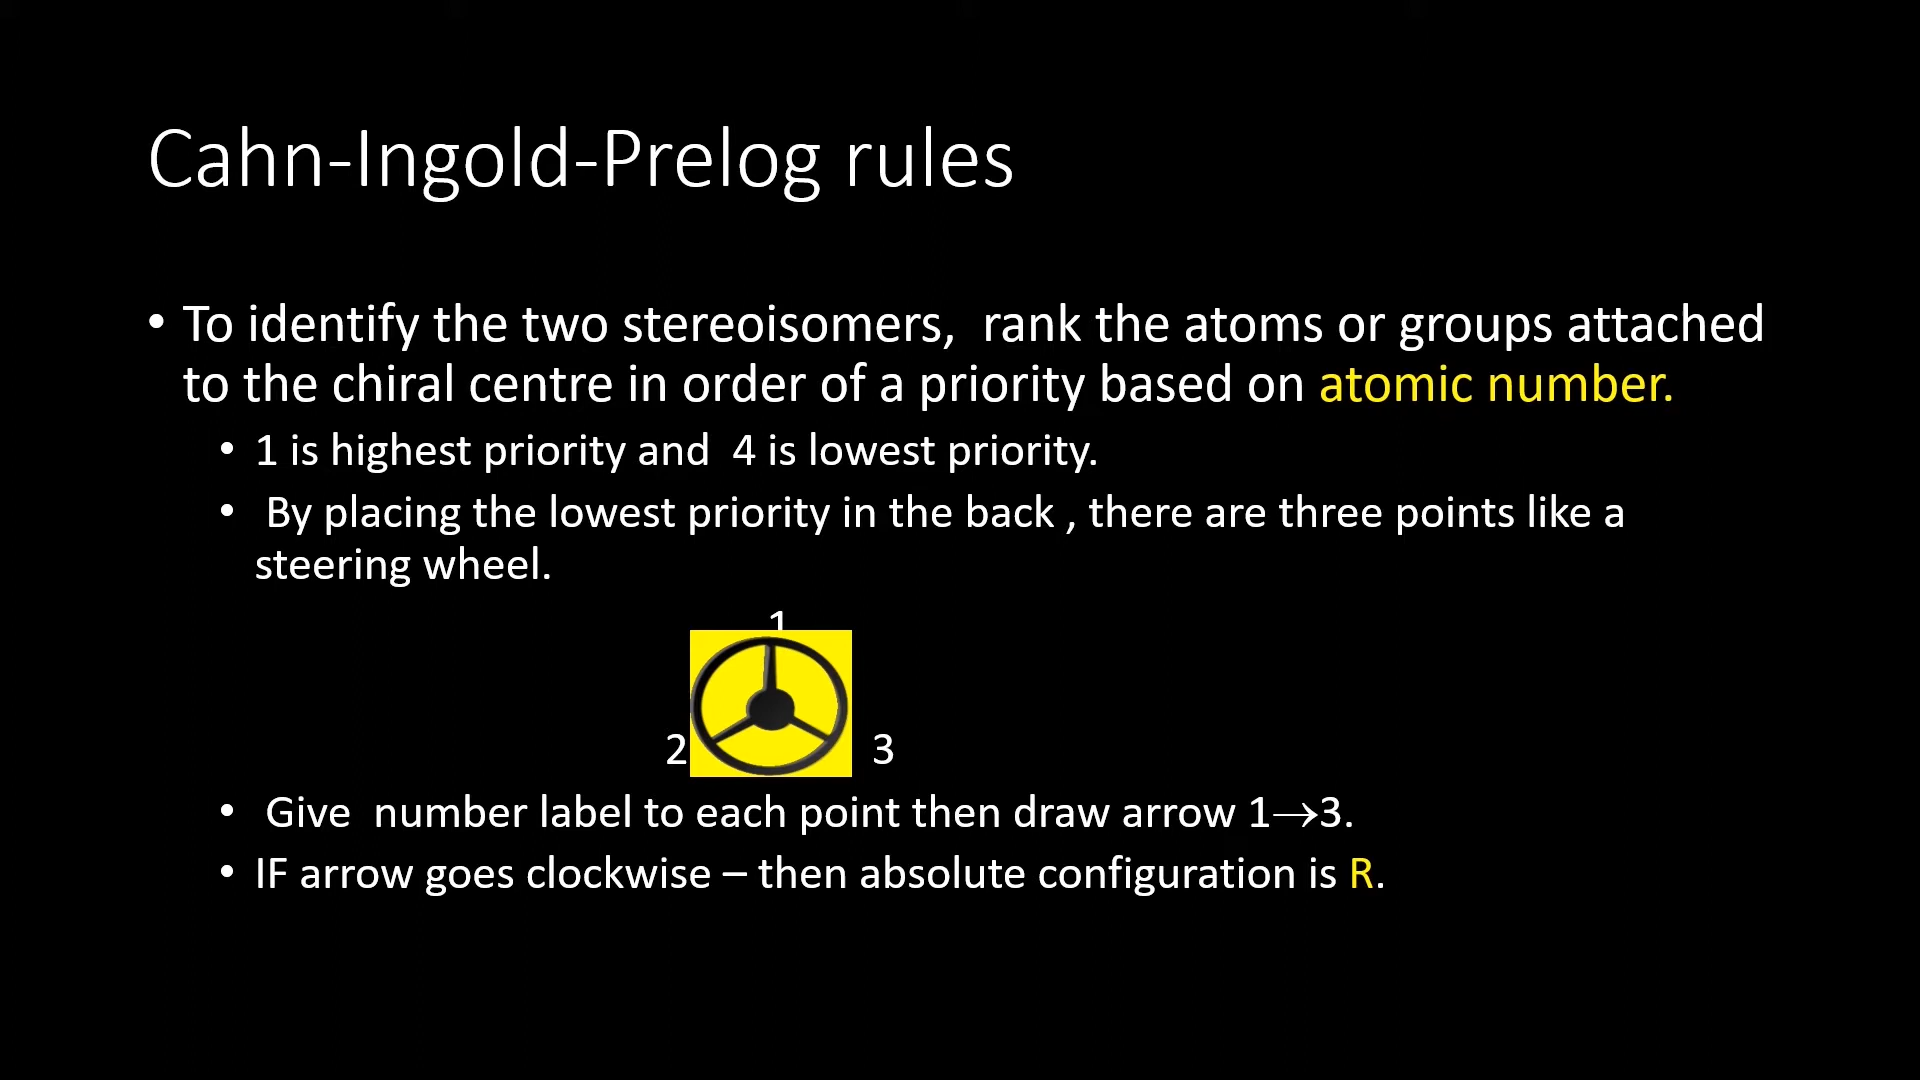 Cahn-Ingold-Prelog rules
• To identify the two stereoisomers,  rank the atoms or groups attached
to the chiral centre in order of a priority based on atomic number.
• 1 is highest priority and  4 is lowest priority.
• By placing the lowest priority in the back , there are three points like a
steering wheel.
1
2 3
• Give  number label to each point then draw arrow 1→3.
• IF arrow goes clockwise – then absolute configuration is R.